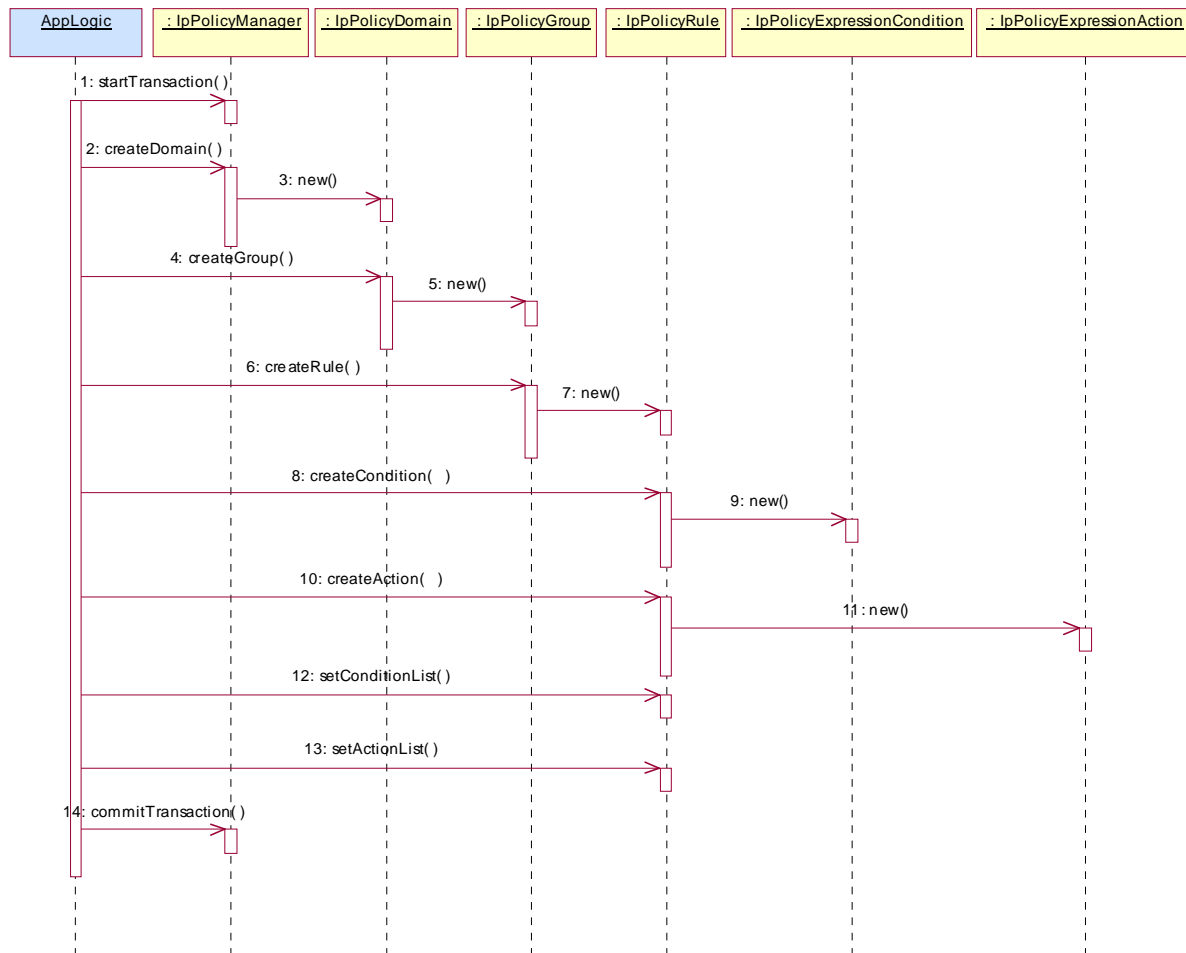 AppLogic
: IpPolicyManager
: IpPolicyDomain
: IpPolicyGroup
: IpPolicyRule
: IpPolicyExpressionCondition
: IpPolicyExpressionAction
1: startTransaction( )
2: createDomain( )
3: new()
4: createGroup( )
5: new()
6: createRule( )
7: new()
8: createCondition( )
9: new()
10: createAction( )
11: new()
12: setConditionList( )
13: setActionList( )
14: commitTransaction( )